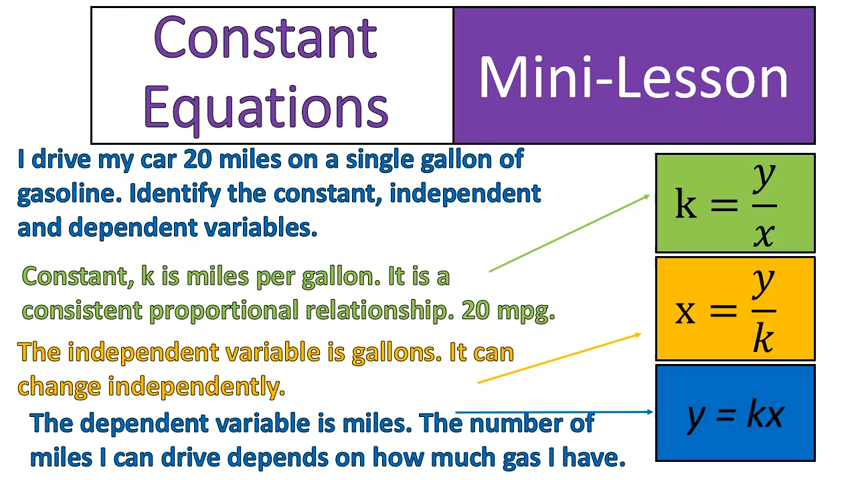 Constant
Equations
Mini-Lesson
I drive my car 20 miles on a single gallon of
gasoline. Identify the constant, independent
and dependent variables.
k = y/x
Constant, k is miles per gallon. It is a
consistent proportional relationship. 20 mpg.
x = y/k
The independent variable is gallons. It can
change independently.
y = kx
The dependent variable is miles. The number of
miles I can drive depends on how much gas I have.